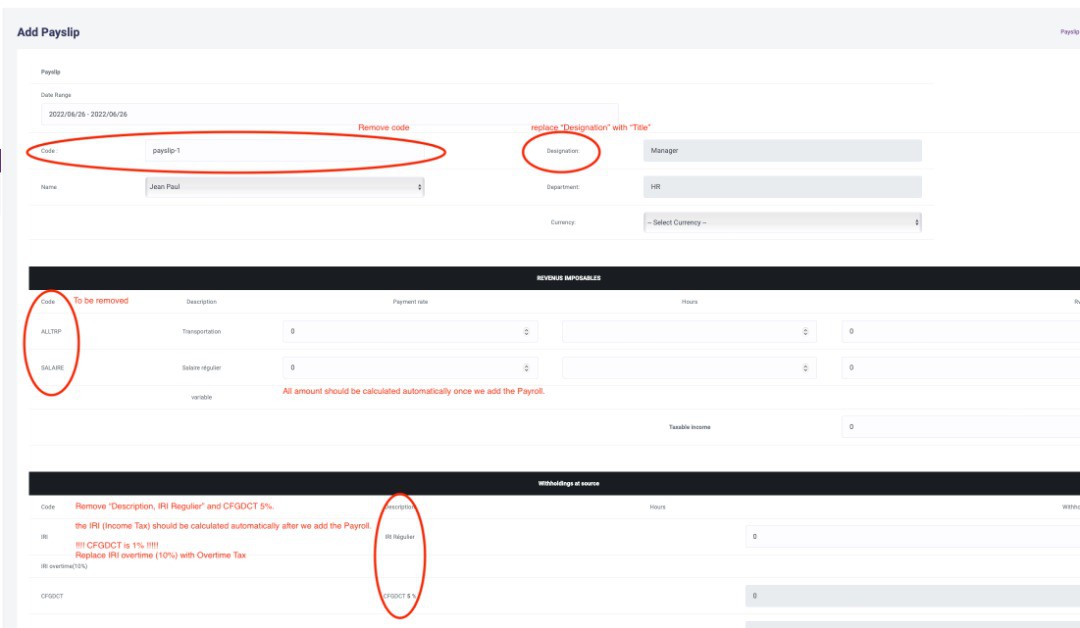 Add Payslip
Payslip
Payslip
Date Range
2022/06/26 - 2022/06/26
Remove code
replace "Designation" with "Title"
Code :
payslip-1
Designation:
Manager
Name
Jean Paul
Department:
HR
Currency:
-- Select Currency --
REVENUS IMPOSABLES
Code
To be removed
Description
Payment rate
Hours
ALLTRP
Transportation
0
0
SALAIRE
Salaire régulier
0
0
variable
All amount should be calculated automatically once we add the Payroll.
Taxable income
0
Withholdings at source
Code
Remove "Description, IRI Regulier" and CFGDCT 5%.
Description
Hours
Withho
the IRI (Income Tax) should be calculated automatically after we add the Payroll.
IRI
IRI Régulier
0
!!!! CFGDCT is 1% !!!!!
Replace IRI overtime (10%) with Overtime Tax
IRI overtime(10%)
CFGDCT
CFGDCT 5 %
0